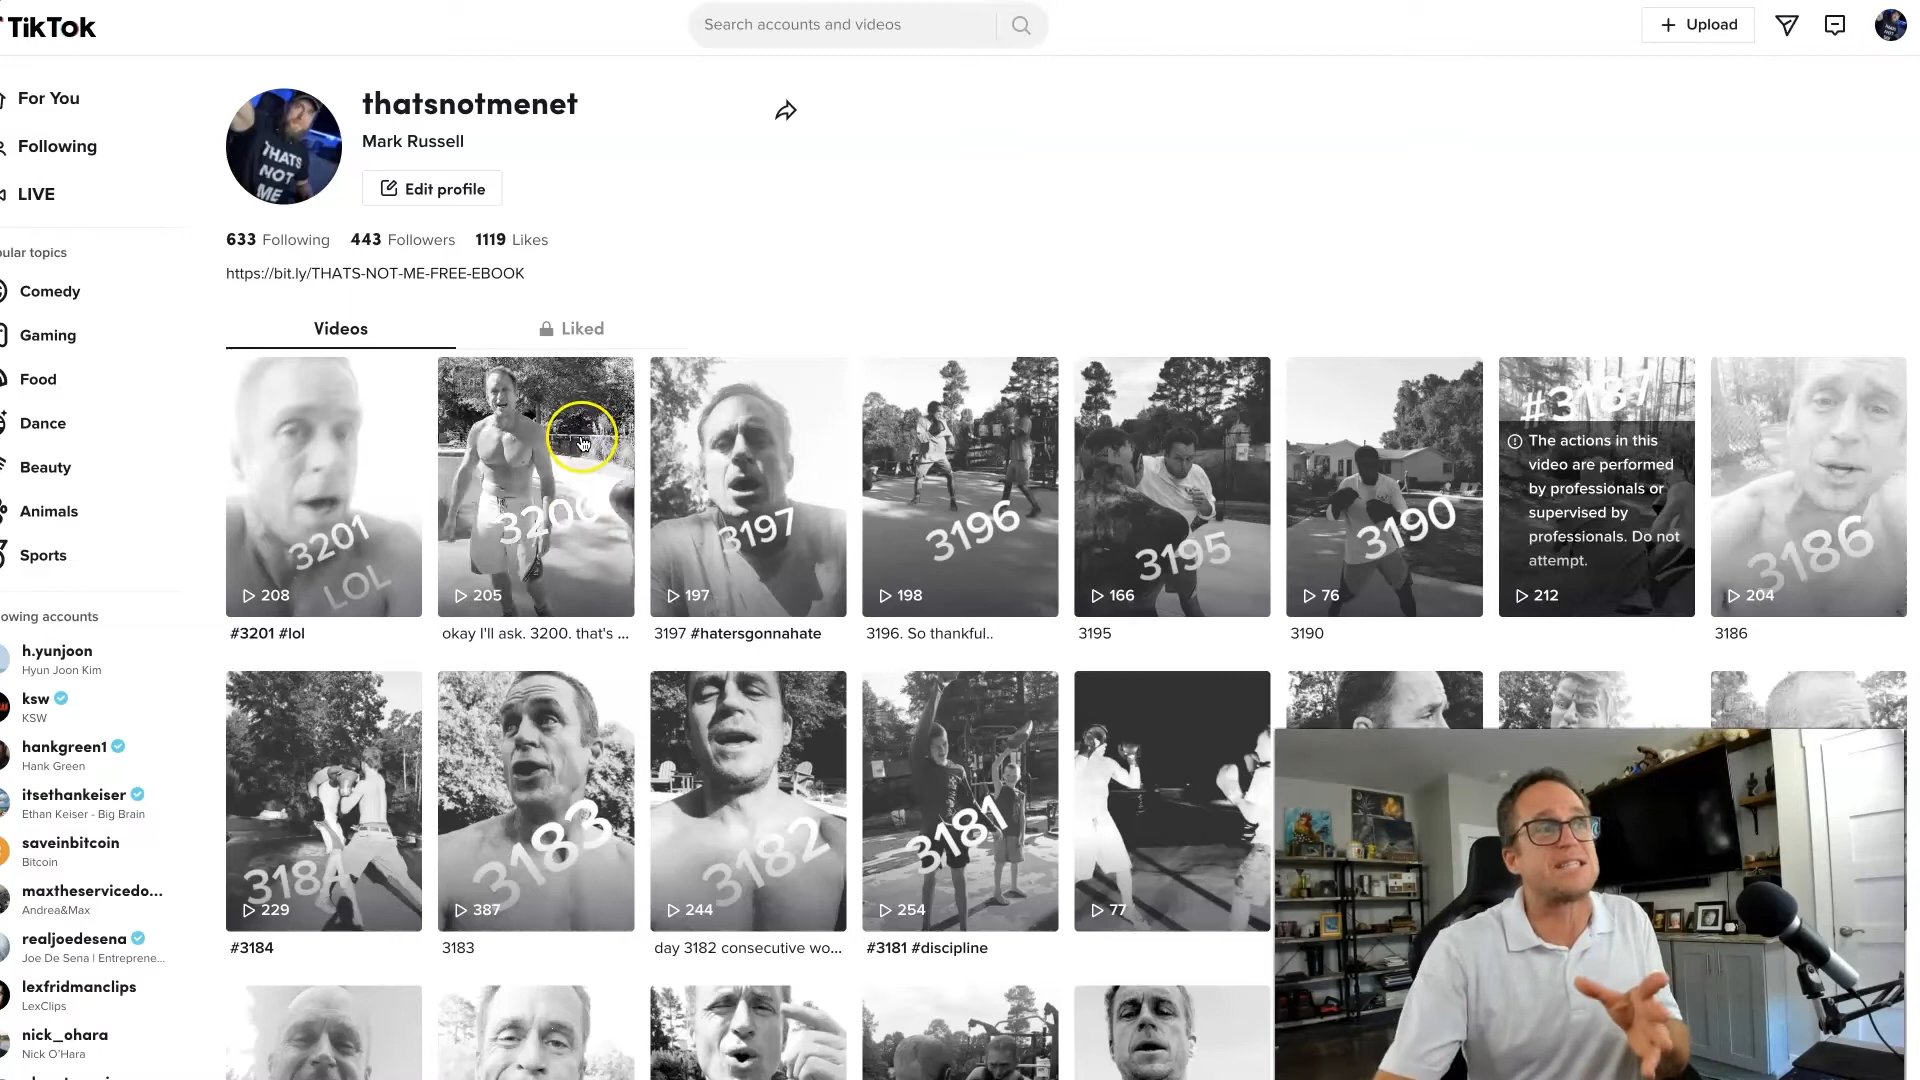 TikTok
Search accounts and videos
Upload
For You
Following
LIVE
Comedy
Gaming
Food
Dance
Beauty
Animals
Sports
h.yunjoon
Hyun Joon Kim
ksw
KSW
hankgreen1
Hank Green
itsethankeiser
Ethan Keiser - Big Brain
saveinbitcoin
Bitcoin
maxtheservicedo...
Andrea&Max
realjoedesena
Joe De Sena | Entreprene...
lexfridmanclips
LexClips
nick_ohara
Nick O'Hara
THATS
NOT
ME
thatsnotmenet
Mark Russell
Edit profile
633 Following 443 Followers 1119 Likes
https://bit.ly/THATS-NOT-ME-FREE-EBOOK
Videos
Liked
3201
LOL
208
#3201 #lol
3200
205
okay I'll ask. 3200. that's ...
3197
197
3197 #hatersgonnahate
3196
198
3196. So thankful..
3195
166
3195
3190
76
3190
#3187
The actions in this
video are performed
by professionals or
supervised by
professionals. Do not
attempt.
212
3186
204
3186
3184
229
#3184
3183
387
3183
3182
244
day 3182 consecutive wo...
3181
254
#3181 #discipline
77